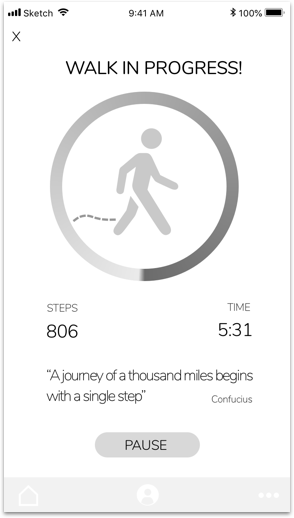 Sketch 9:41 AM 100%
X
WALK IN PROGRESS!
STEPS TIME
806 5:31
“A journey of a thousand miles begins
with a single step”
Confucius
PAUSE